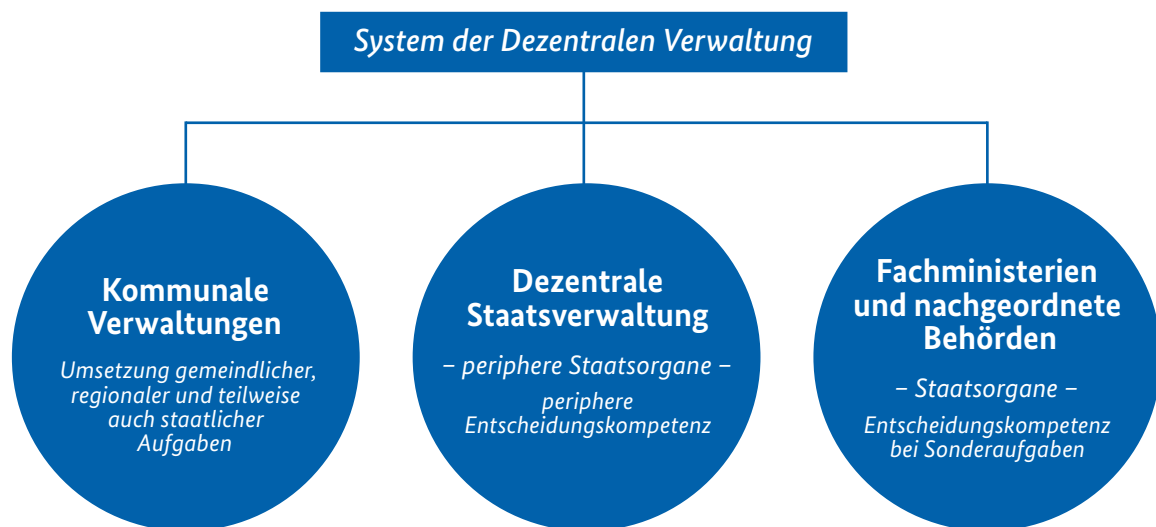 System der Dezentralen Verwaltung
Kommunale
Verwaltungen
Umsetzung gemeindlicher,
regionaler und teilweise
auch staatlicher
Aufgaben
Dezentrale
Staatsverwaltung
– periphere Staatsorgane –
periphere
Entscheidungskompetenz
Fachministerien
und nachgeordnete
Behörden
– Staatsorgane –
Entscheidungskompetenz
bei Sonderaufgaben